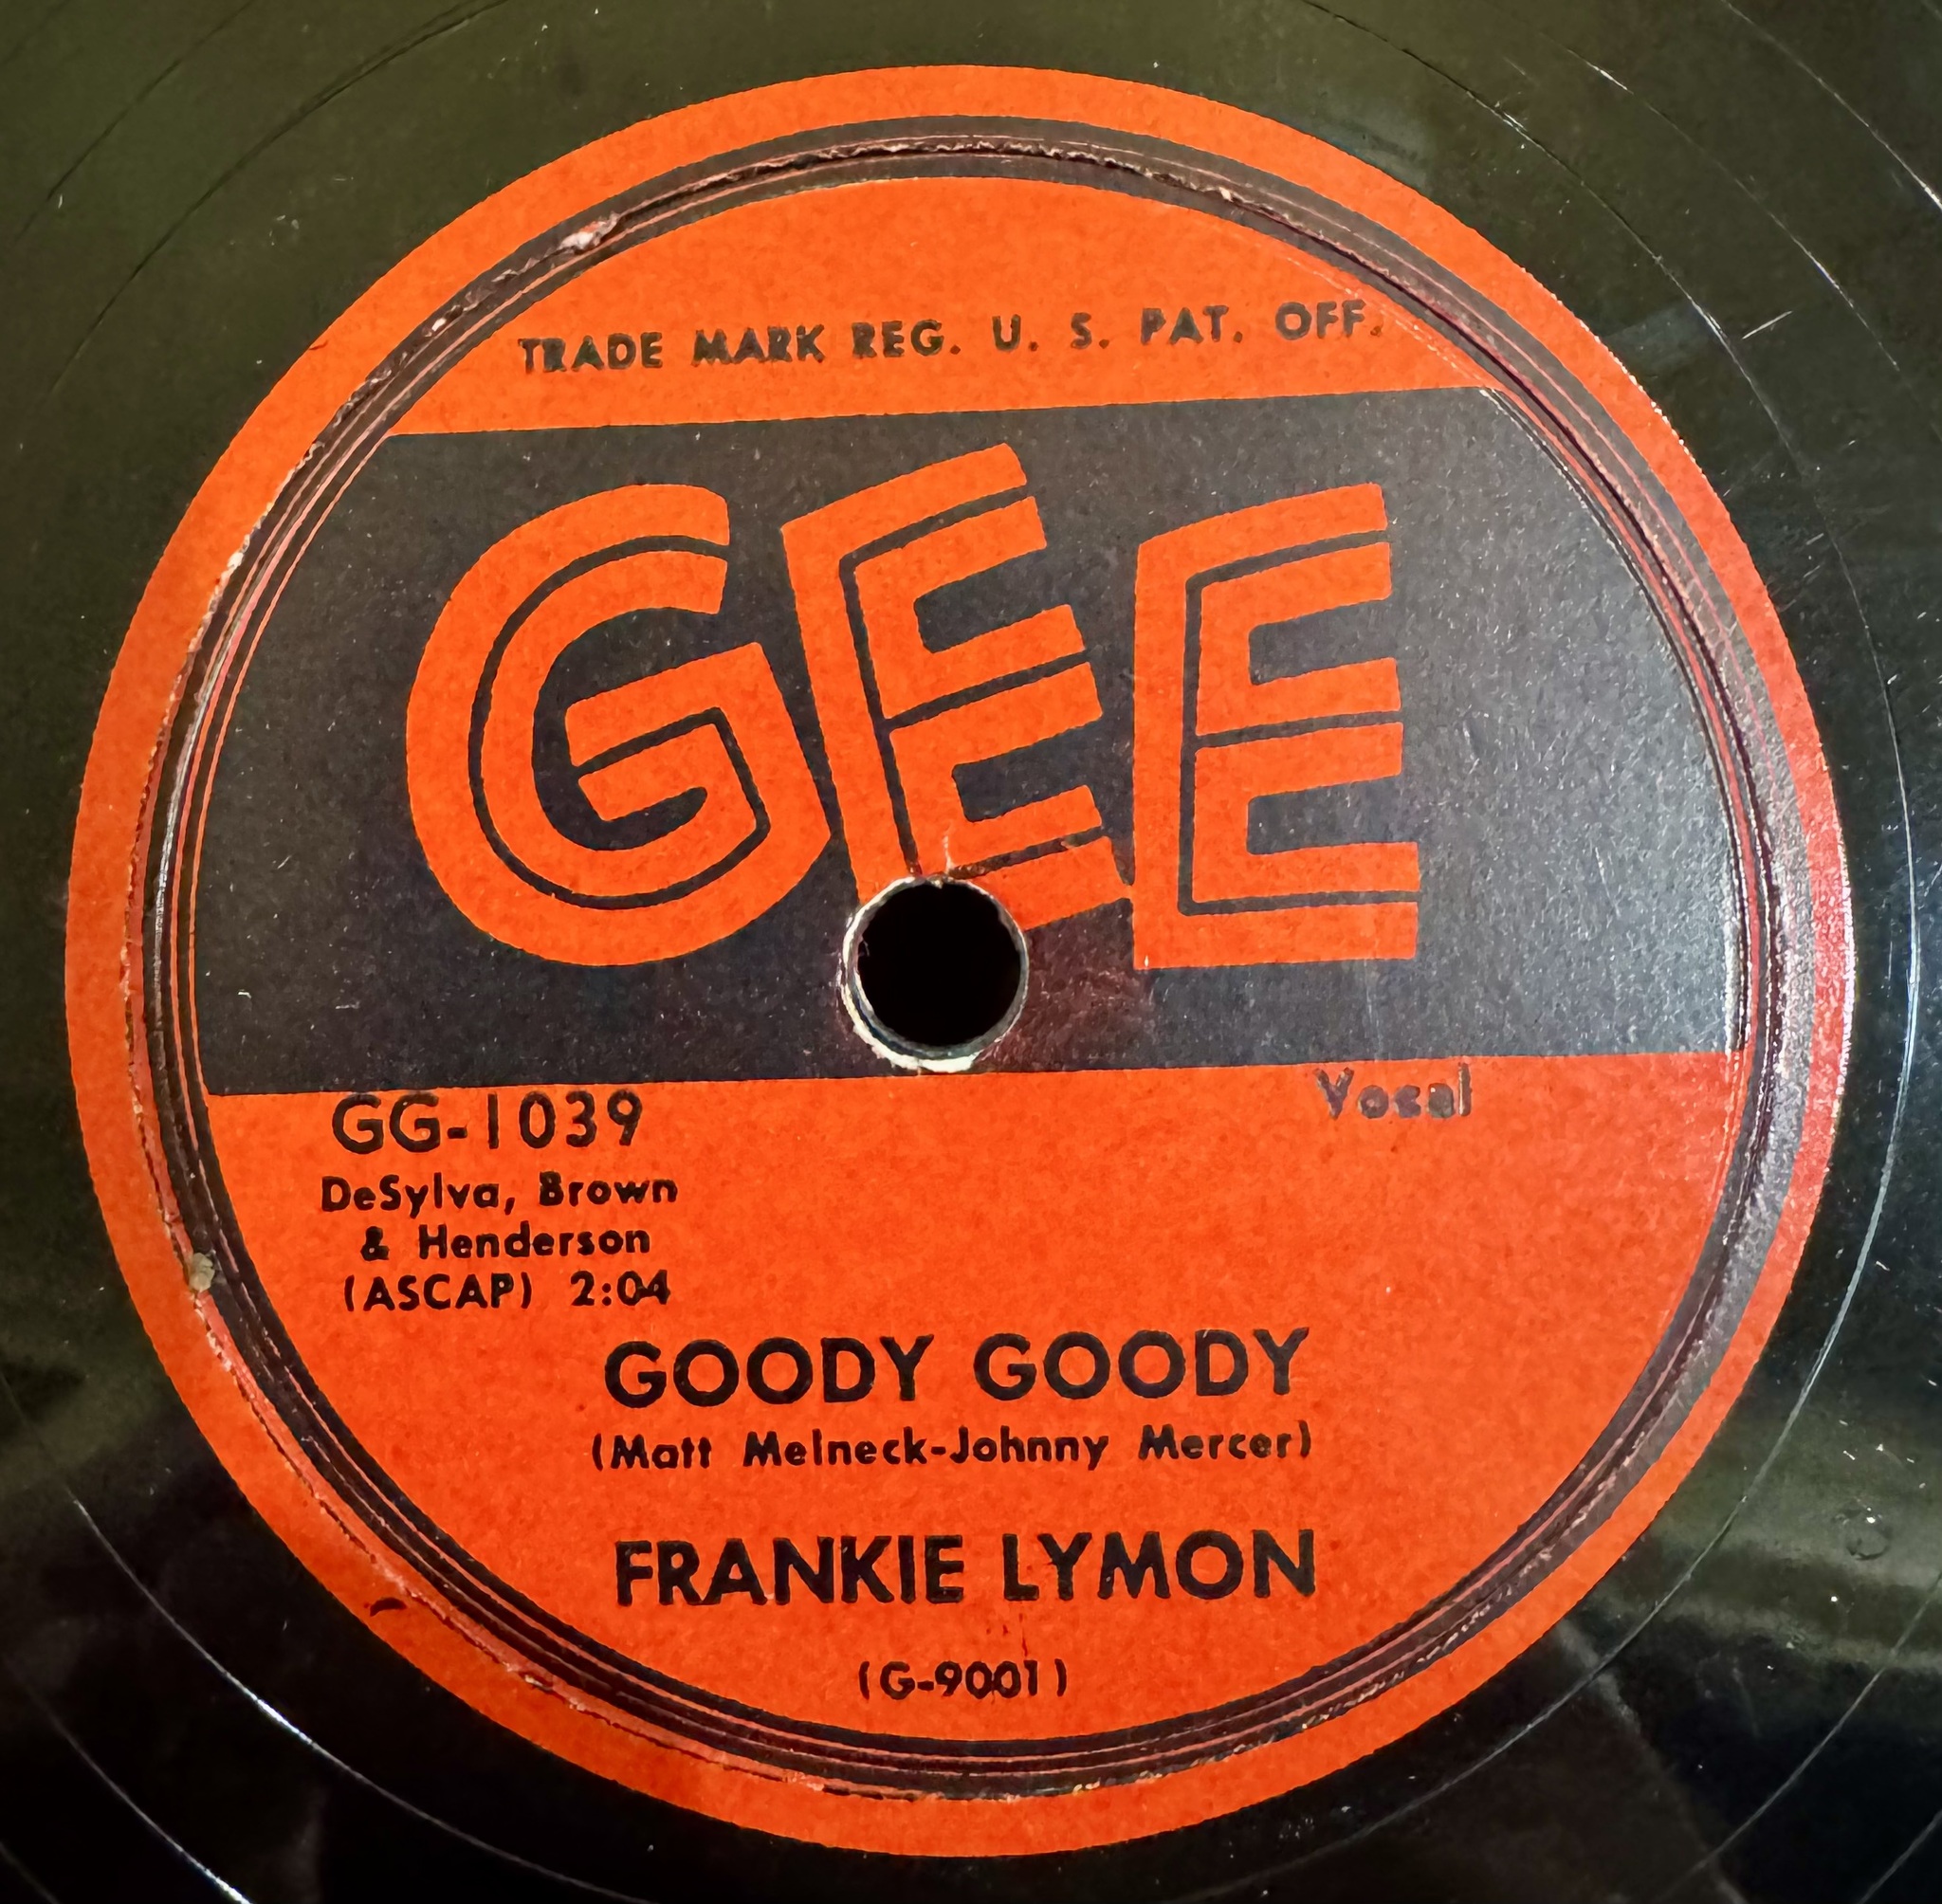 TRADE MARK REG. U. S. PAT. OFF.
GEE
GG-1039
Vocal
DeSylva, Brown
& Henderson
(ASCAP) 2:04
GOODY GOODY
(Matt Melneck-Johnny Mercer)
FRANKIE LYMON
(G-9001)